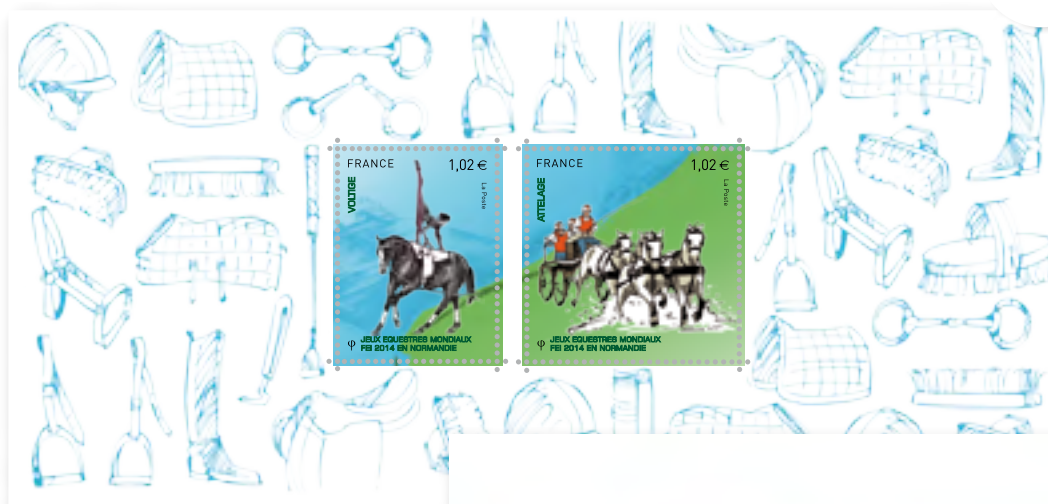 FRANCE 1,02 €
VOLTIGE
La Poste
φ JEUX EQUESTRES MONDIAUX
FEI 2014 EN NORMANDIE
FRANCE 1,02 €
ATTELAGE
La Poste
φ JEUX EQUESTRES MONDIAUX
FEI 2014 EN NORMANDIE